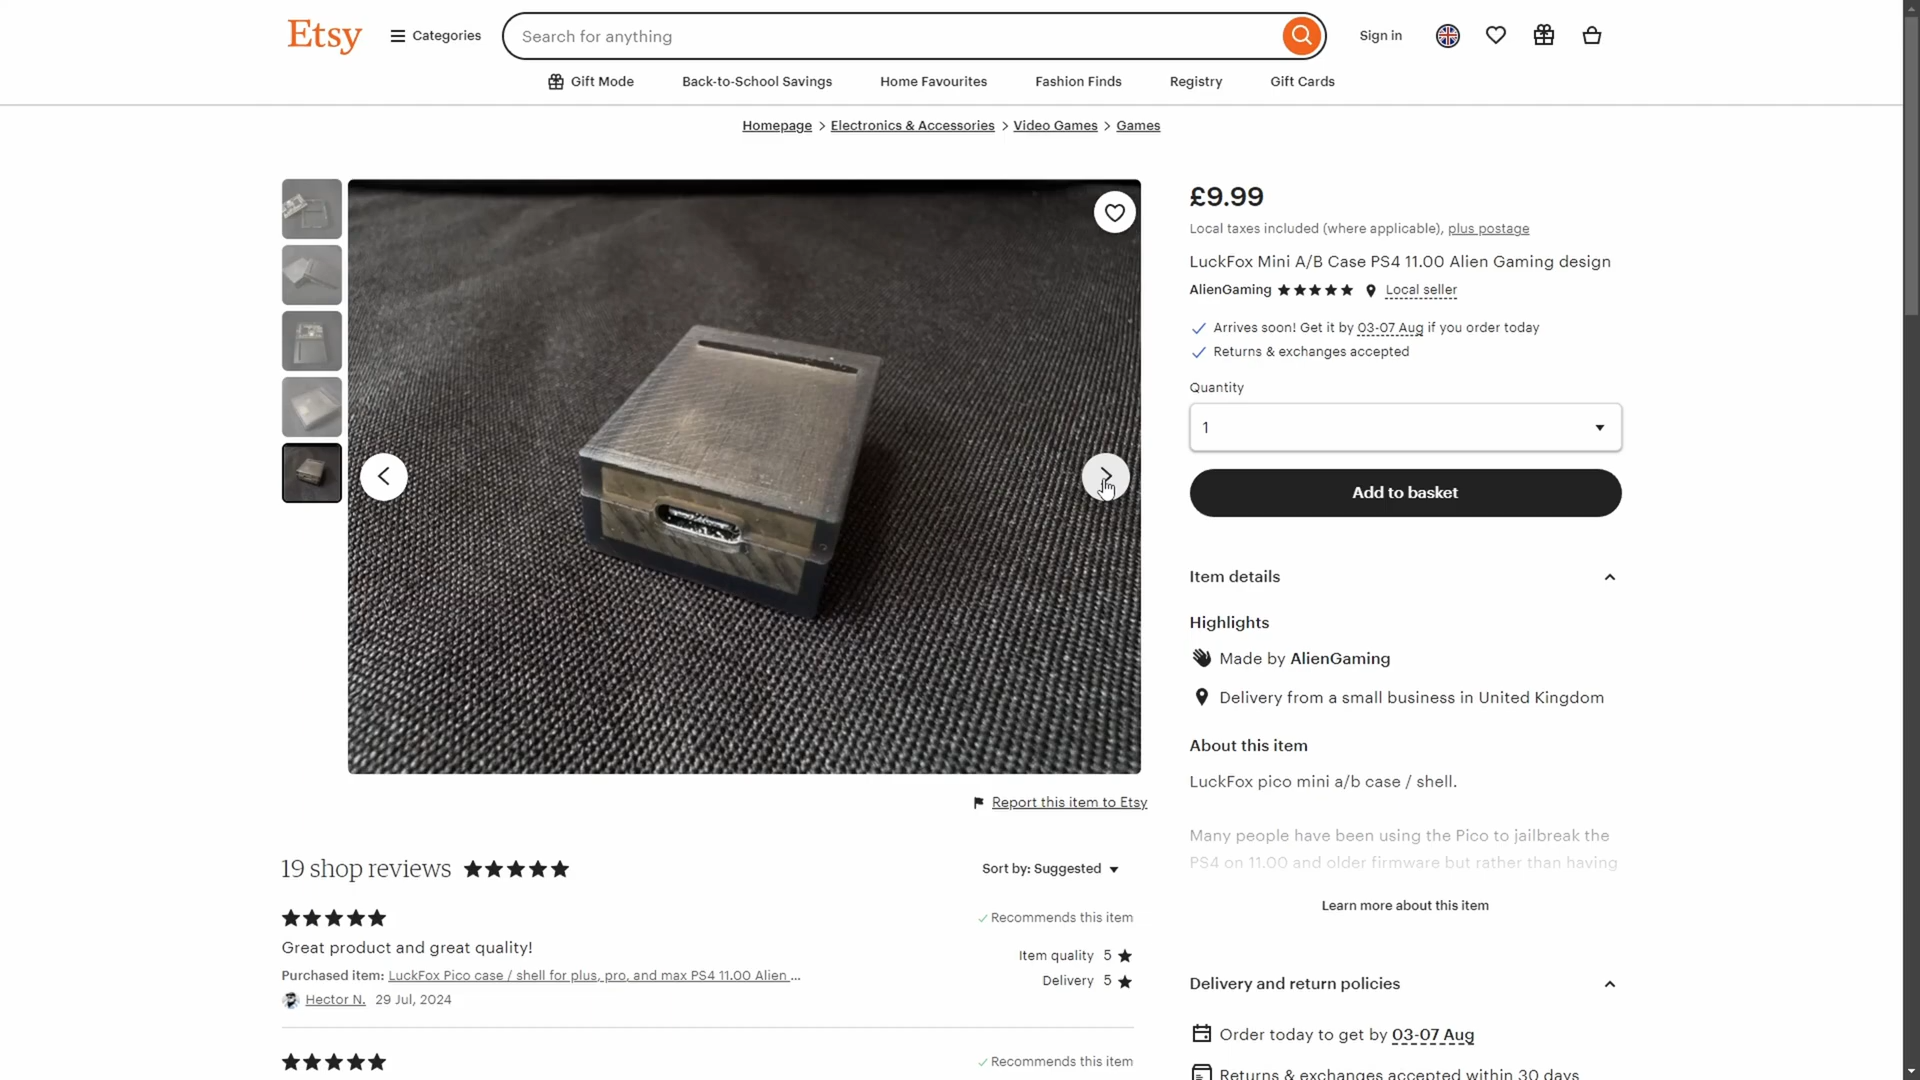 Etsy
Categories
Search for anything
Sign in
Gift Mode
Back-to-School Savings
Home Favourites
Fashion Finds
Registry
Gift Cards
Homepage > Electronics & Accessories > Video Games > Games
£9.99
Local taxes included (where applicable), plus postage
LuckFox Mini A/B Case PS4 11.00 Alien Gaming design
AlienGaming
Local seller
Arrives soon! Get it by 03-07 Aug if you order today
Returns & exchanges accepted
Quantity
1
Add to basket
Item details
Highlights
Made by AlienGaming
Delivery from a small business in United Kingdom
About this item
LuckFox pico mini a/b case / shell.
Many people have been using the Pico to jailbreak the
PS4 on 11.00 and older firmware but rather than having
Learn more about this item
Delivery and return policies
Order today to get by 03-07 Aug
Returns & exchanges accepted within 30 days
Report this item to Etsy
19 shop reviews
Sort by: Suggested
Recommends this item
Great product and great quality!
Item quality 5
Purchased item: LuckFox Pico case / shell for plus, pro, and max PS4 11.00 Alien ...
Delivery 5
Hector N. 29 Jul, 2024
Recommends this item